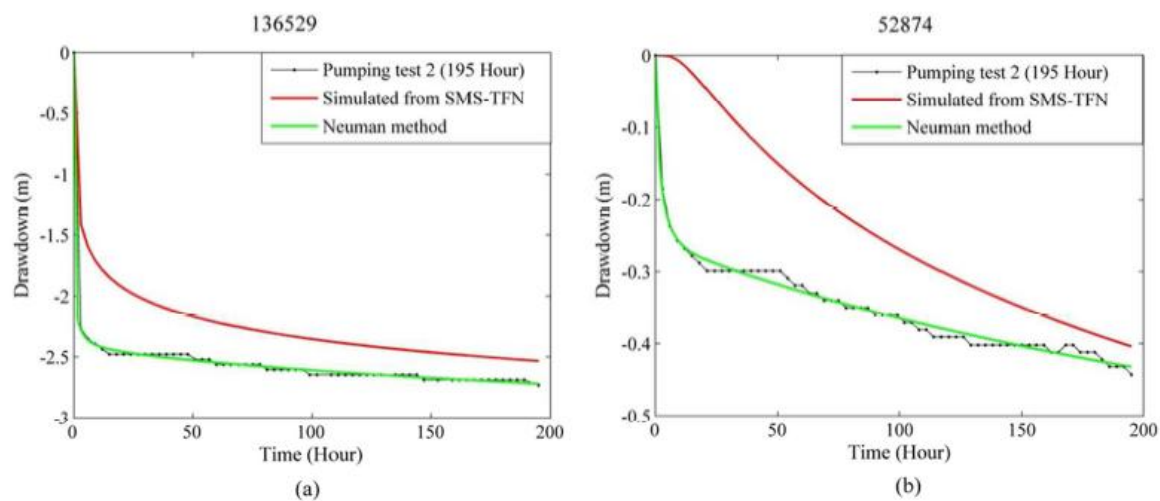 136529
0
-0.5
-1
-1.5
-2
-2.5
-3
Drawdown (m)
Pumping test 2 (195 Hour)
Simulated from SMS-TFN
Neuman method
0
50
100
150
200
Time (Hour)
(a)
52874
0
-0.1
-0.2
-0.3
-0.4
-0.5
Drawdown (m)
Pumping test 2 (195 Hour)
Simulated from SMS-TFN
Neuman method
0
50
100
150
200
Time (Hour)
(b)